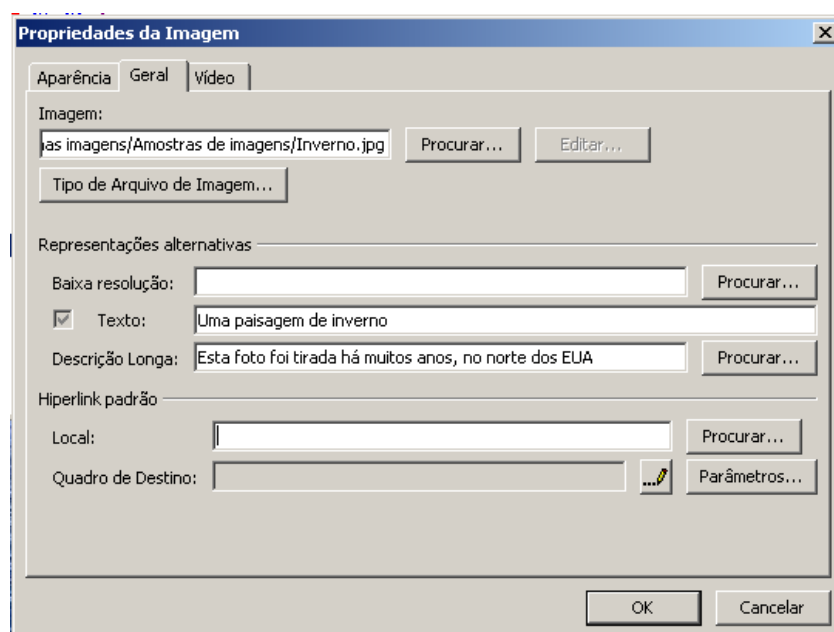 Propriedades da Imagem
Aparência Geral Vídeo
Imagem:
as imagens/Amostras de imagens/Inverno.jpg Procurar... Editar...
Tipo de Arquivo de Imagem...
Representações alternativas
Baixa resolução: Procurar...
Texto: Uma paisagem de inverno
Descrição Longa: Esta foto foi tirada há muitos anos, no norte dos EUA Procurar...
Hiperlink padrão
Local: Procurar...
Quadro de Destino: ... Parâmetros...
OK Cancelar